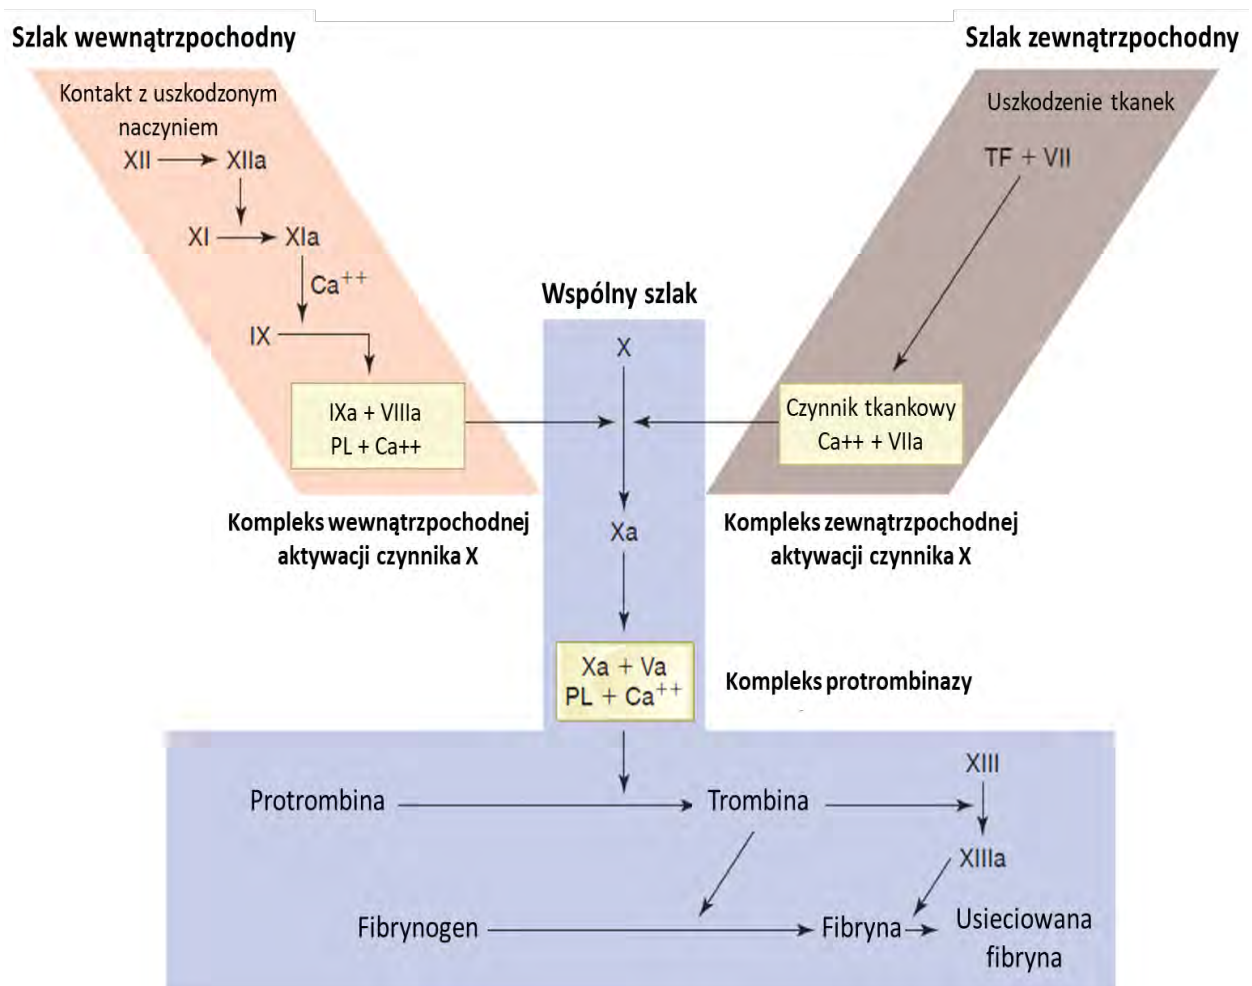 Szlak wewnątrzpochodny
Szlak zewnątrzpochodny
Kontakt z uszkodzonym
naczyniem
XII
XIIa
XI
XIa
Ca++
IX
IXa + VIIIa
PL + Ca++
Kompleks wewnątrzpochodnej
aktywacji czynnika X
Uszkodzenie tkanek
TF + VII
Czynnik tkankowy
Ca++ + VIIa
Kompleks zewnątrzpochodnej
aktywacji czynnika X
Wspólny szlak
X
Xa
Xa + Va
PL + Ca++
Kompleks protrombinazy
Protrombina
Trombina
XIII
XIIIa
Fibrynogen
Fibryna
Usieciowana
fibryna